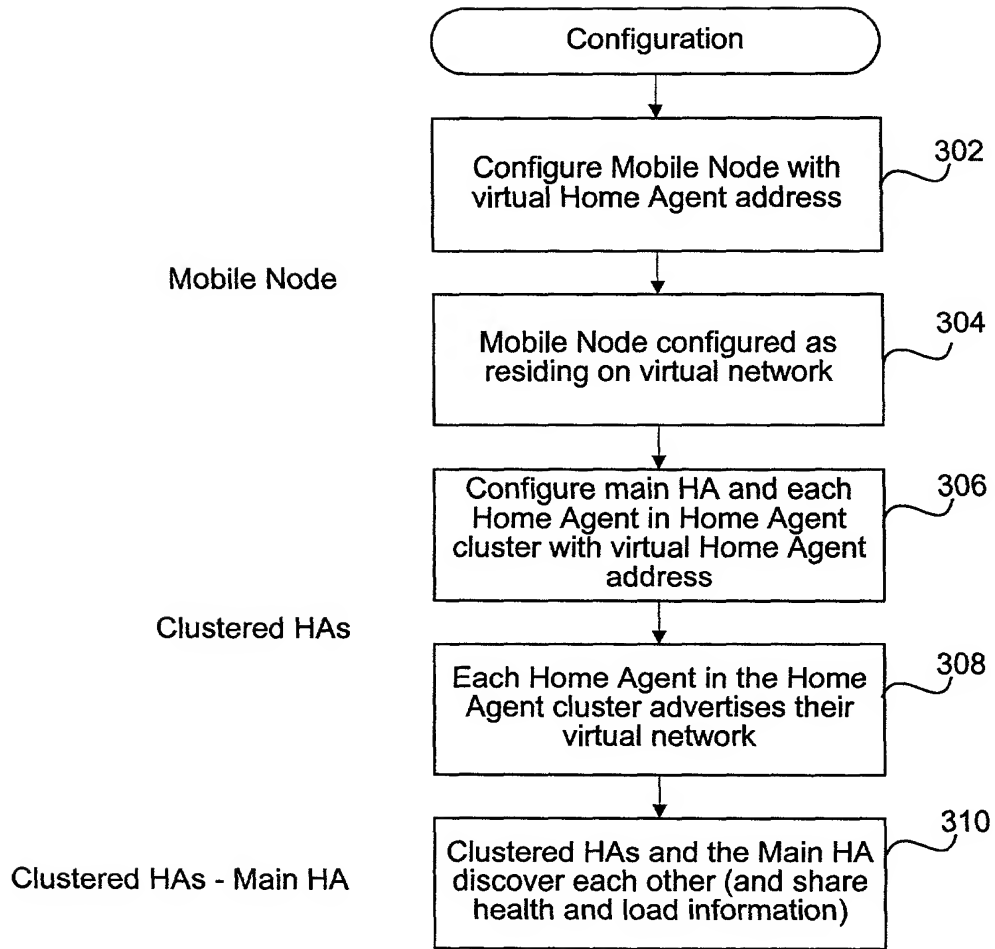 Configuration
Configure Mobile Node with
virtual Home Agent address
302
Mobile Node
Mobile Node configured as
residing on virtual network
304
Configure main HA and each
Home Agent in Home Agent
cluster with virtual Home Agent
address
306
Clustered HAs
Each Home Agent in the Home
Agent cluster advertises their
virtual network
308
Clustered HAs - Main HA
Clustered HAs and the Main HA
discover each other (and share
health and load information)
310